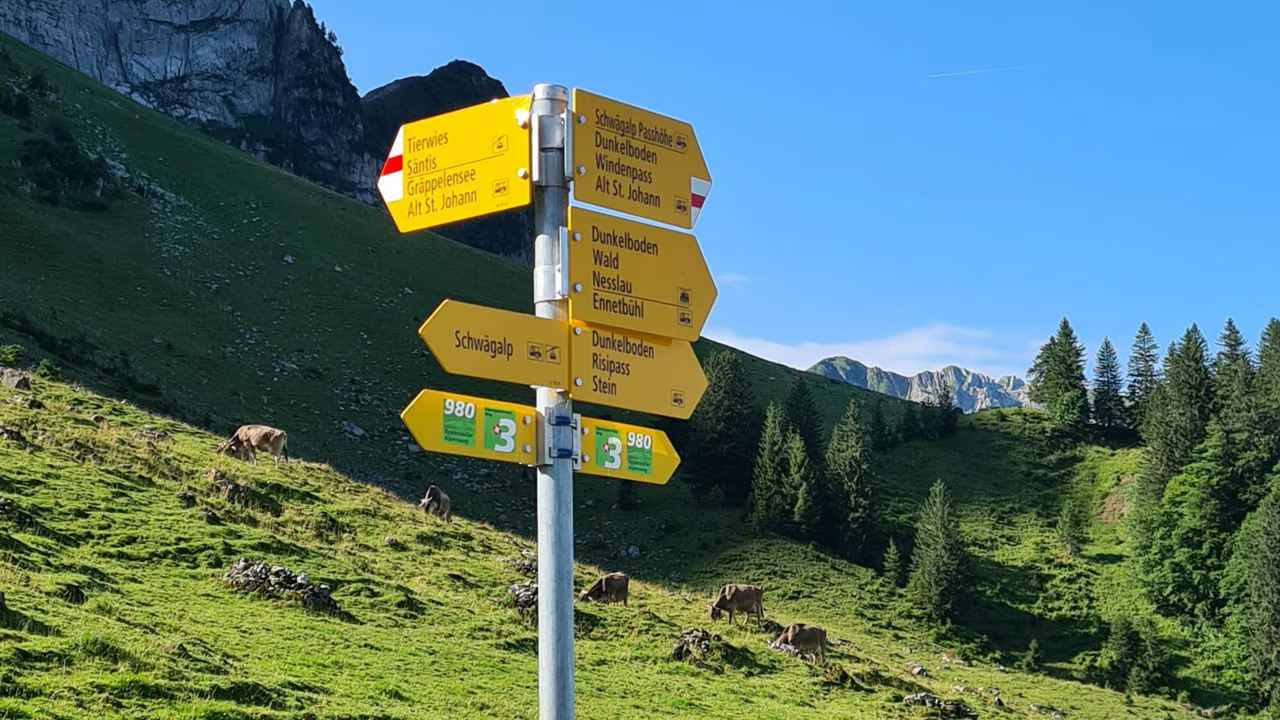 Tierwies
Säntis
Gräppelensee
Alt St. Johann
Schwägalp Passhöhe
Dunkelboden
Windenpass
Alt St. Johann
Dunkelboden
Wald
Nesslau
Ennetbühl
Schwägalp
Dunkelboden
Risipass
Stein
980
3
3
980